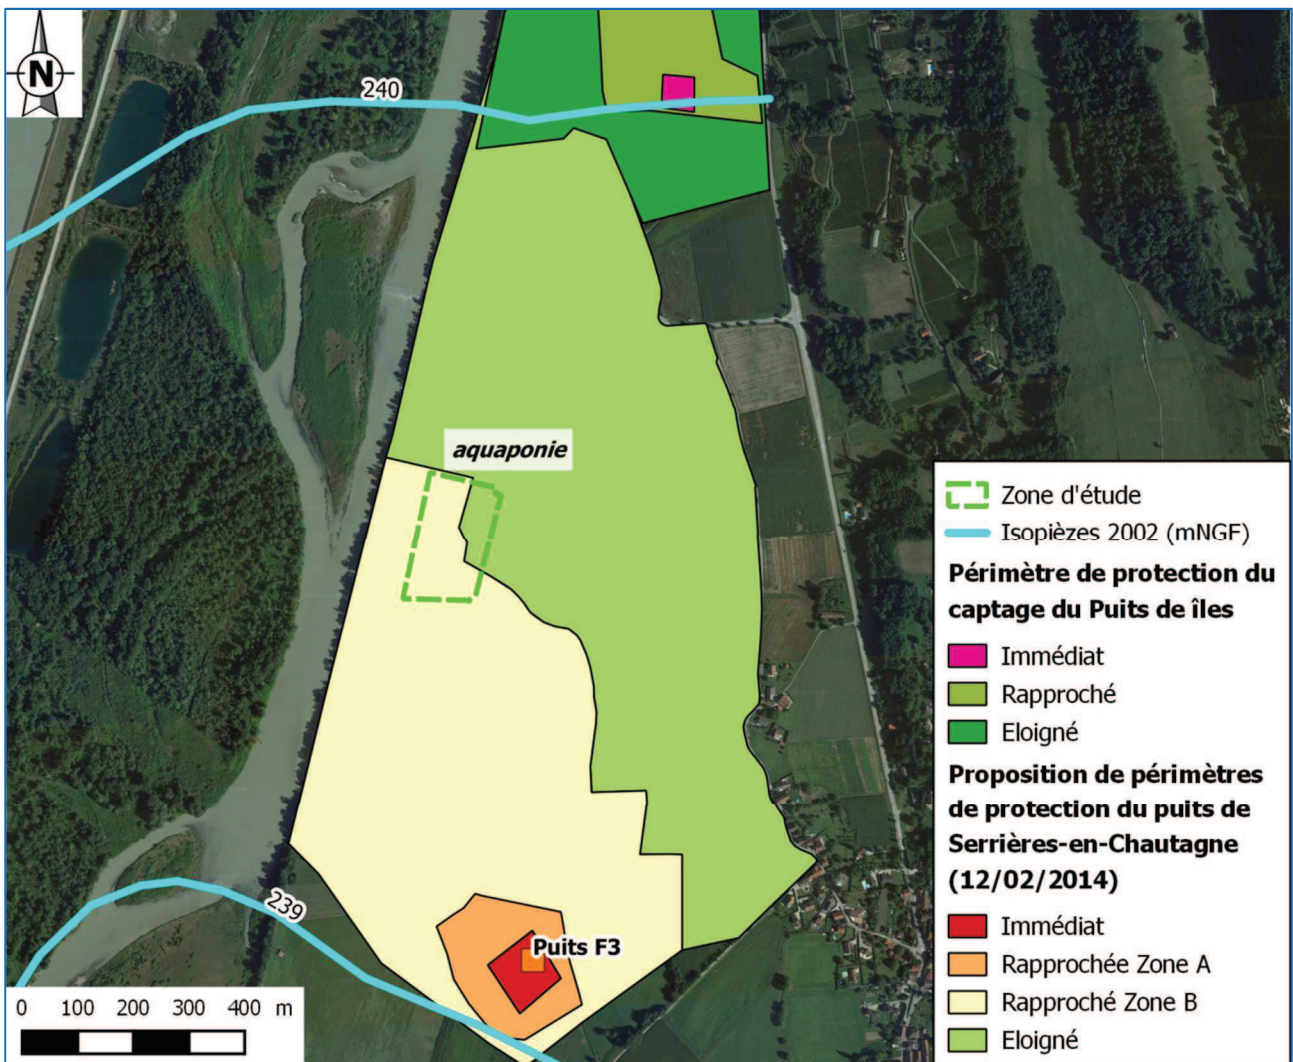 N
240
aquaponie
239
Puits F3
0 100 200 300 400 m
Zone d'étude
Isopièzes 2002 (mNGF)
Périmètre de protection du
captage du Puits de îles
Immédiat
Rapproché
Eloigné
Proposition de périmètres
de protection du puits de
Serrières-en-Chautagne
(12/02/2014)
Immédiat
Rapprochée Zone A
Rapproché Zone B
Eloigné